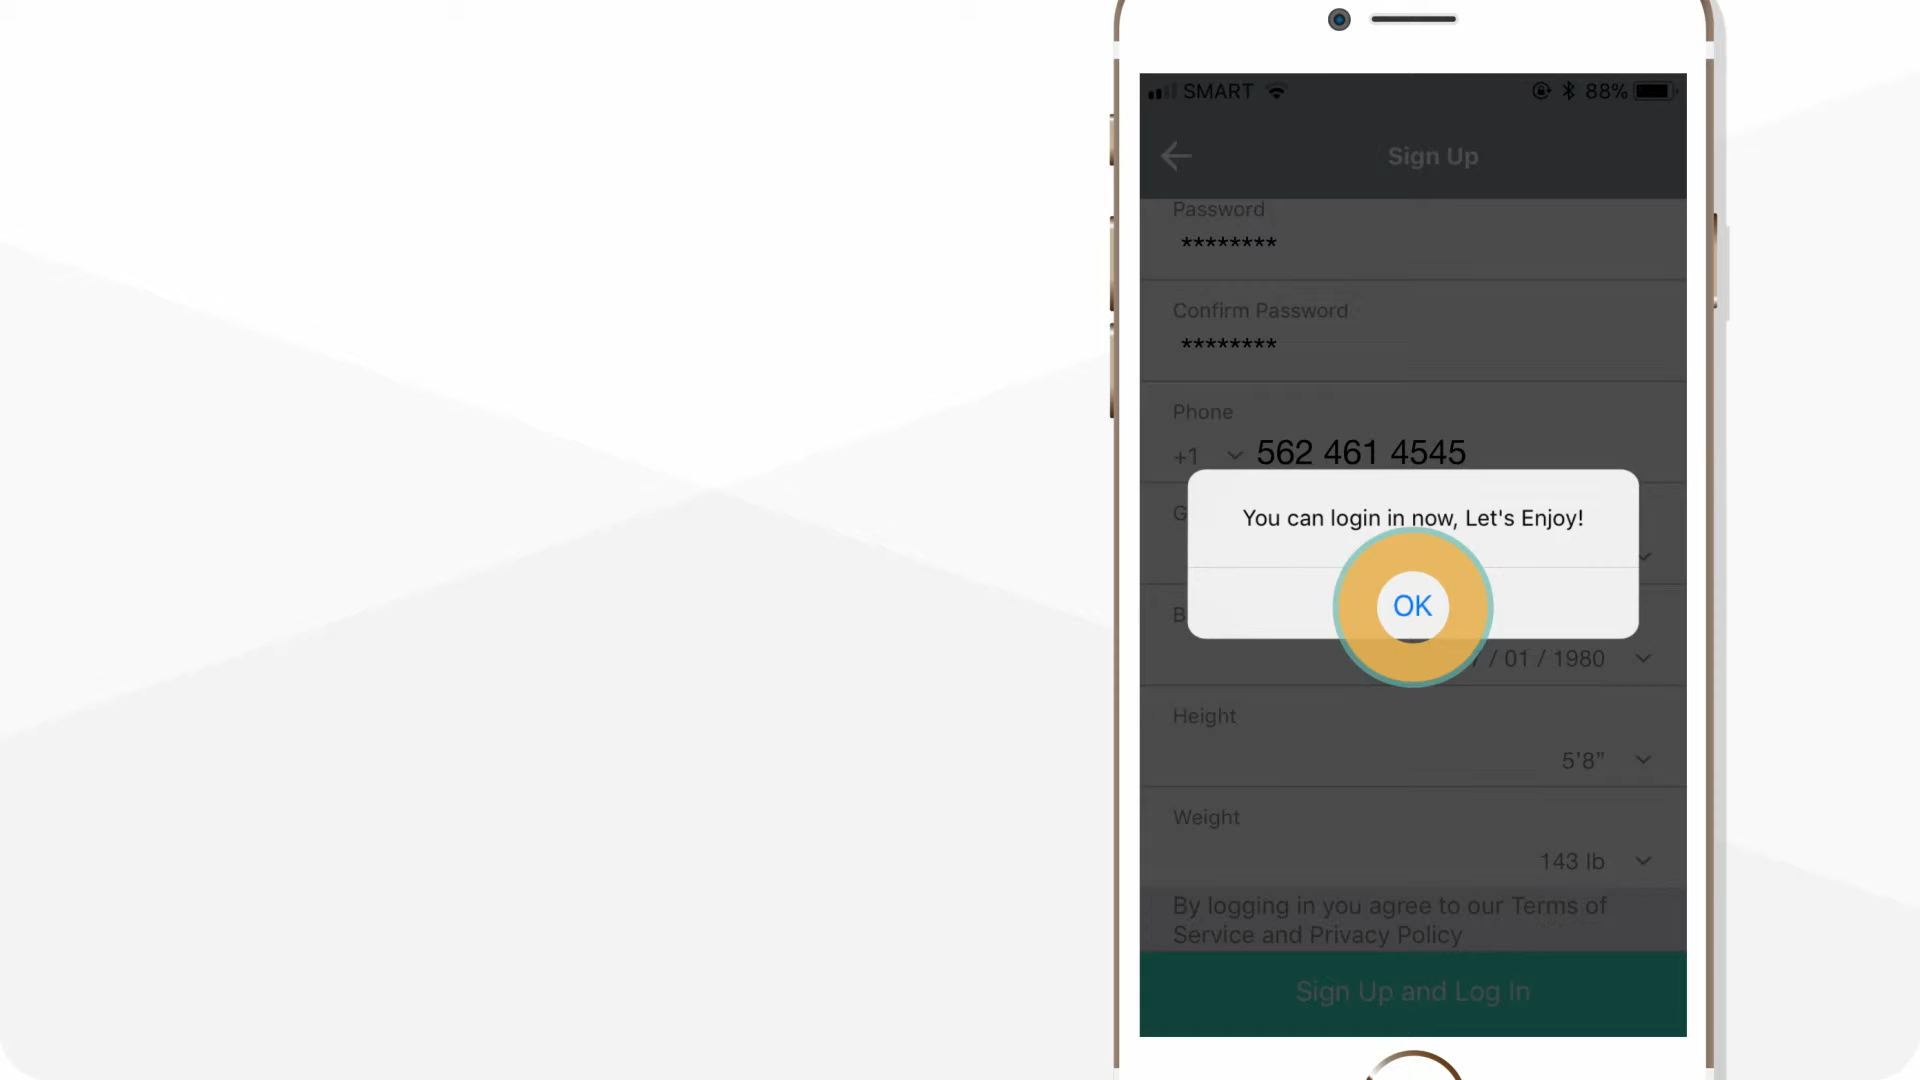 SMART 88%
Sign Up
Password
********
Confirm Password
********
Phone
+1 562 461 4545
You can login in now, Let's Enjoy!
OK
/ 01 / 1980
Height
5'8”
Weight
143 lb
By logging in you agree to our Terms of
Service and Privacy Policy
Sign Up and Log In